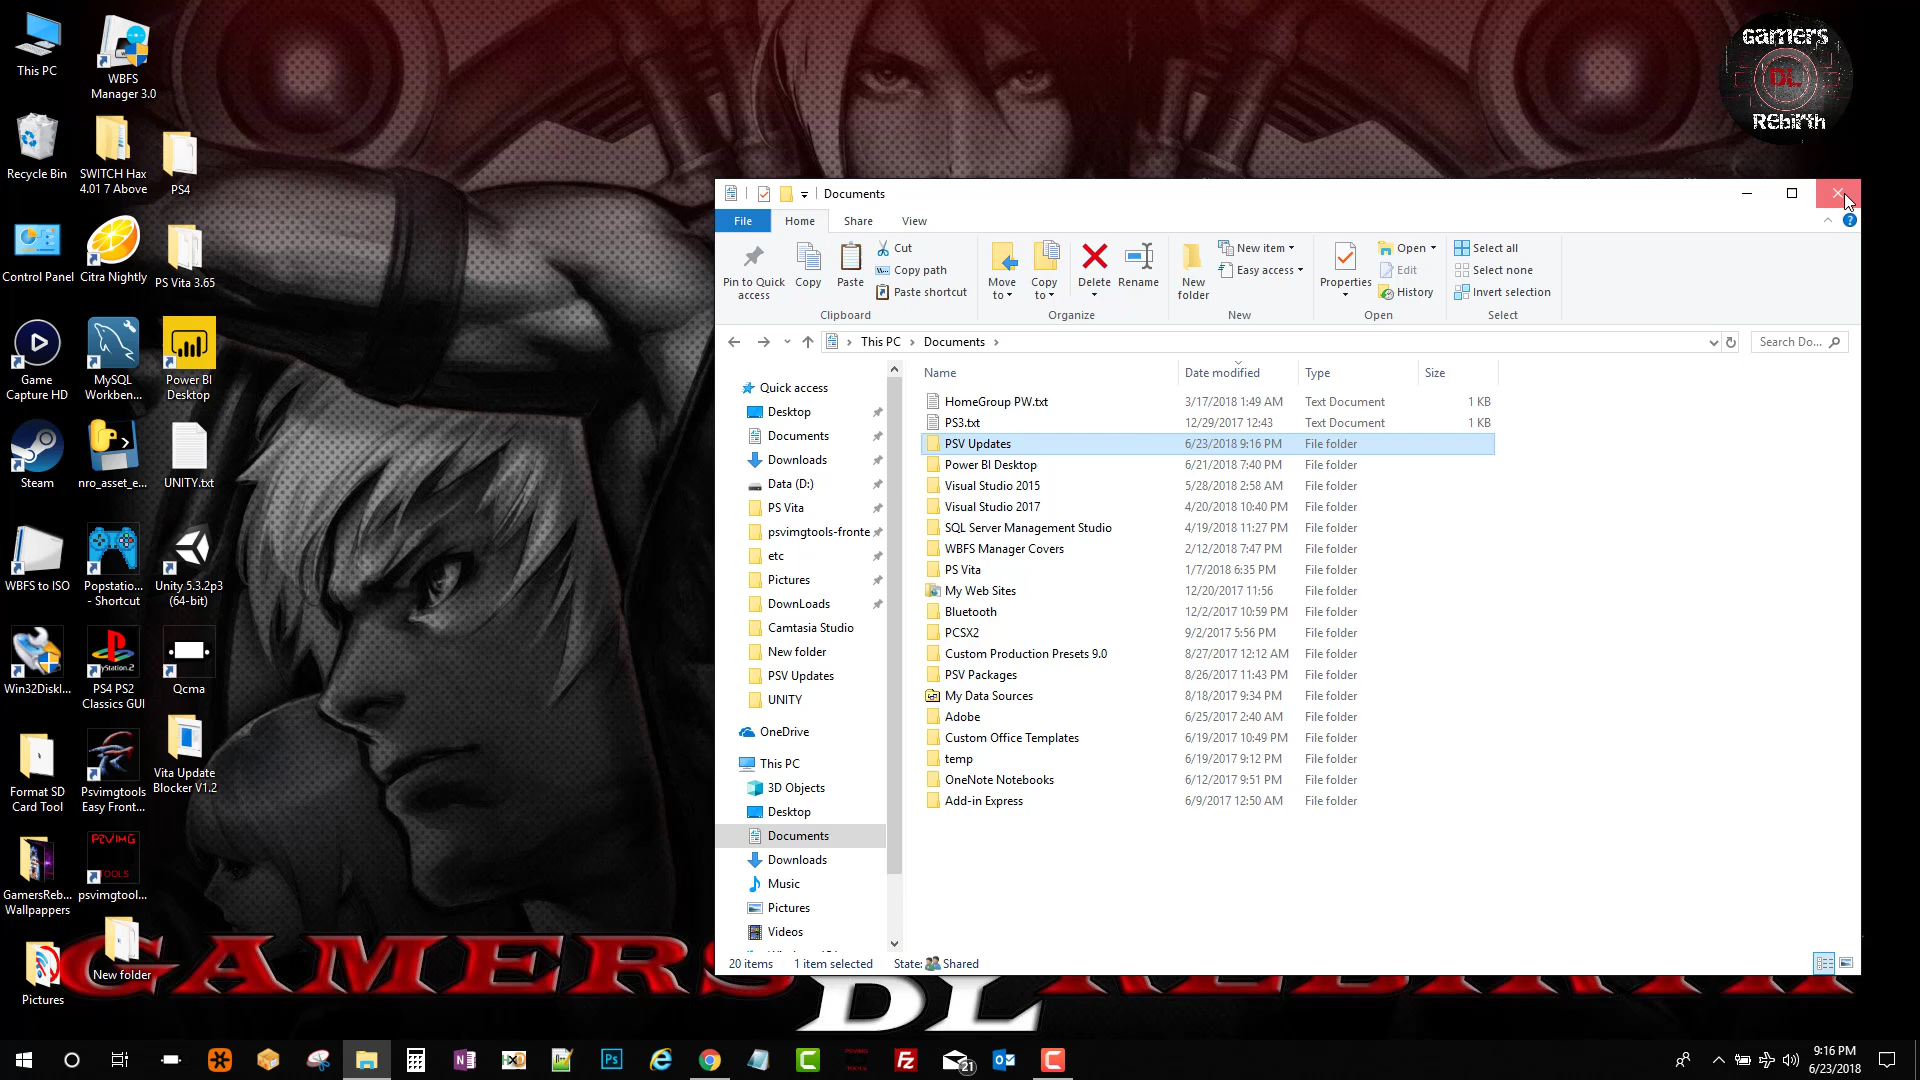 This PC
WBFS
Manager 3.0
Recycle Bin
SWITCH Hax
4.01 7 Above
PS4
Control Panel
Citra Nightly
PS Vita 3.65
Game
Capture HD
MySQL
Workben...
Power BI
Desktop
Steam
nro_asset_e...
UNITY.txt
WBFS to ISO
Popstatio...
- Shortcut
Unity 5.3.2p3
(64-bit)
Win32DiskI...
PS4 PS2
Classics GUI
Qcma
Format SD
Card Tool
Psvimgtools
Easy Front...
Vita Update
Blocker V1.2
GamersReb...
Wallpappers
PSVIMG
TOOLS
psvimgtool...
Pictures
New folder
GAMERS
DL
Gamers
DL
REbirth
Documents
File Home Share View
Pin to Quick
access
Copy
Paste
Cut
Copy path
Paste shortcut
Clipboard
Move
to
Copy
to
Delete
Rename
Organize
New
folder
New item
Easy access
New
Properties
Open
Edit
History
Open
Select all
Select none
Invert selection
Select
This PC Documents
Search Do...
Quick access
Desktop
Documents
Downloads
Data (D:)
PS Vita
psvimgtools-fronte
etc
Pictures
DownLoads
Camtasia Studio
New folder
PSV Updates
UNITY
OneDrive
This PC
3D Objects
Desktop
Documents
Downloads
Music
Pictures
Videos
Name Date modified Type Size
HomeGroup PW.txt 3/17/2018 1:49 AM Text Document 1 KB
PS3.txt 12/29/2017 12:43 Text Document 1 KB
PSV Updates 6/23/2018 9:16 PM File folder
Power BI Desktop 6/21/2018 7:40 PM File folder
Visual Studio 2015 5/28/2018 2:58 AM File folder
Visual Studio 2017 4/20/2018 10:40 PM File folder
SQL Server Management Studio 4/19/2018 11:27 PM File folder
WBFS Manager Covers 2/12/2018 7:47 PM File folder
PS Vita 1/7/2018 6:35 PM File folder
My Web Sites 12/20/2017 11:56 File folder
Bluetooth 12/2/2017 10:59 PM File folder
PCSX2 9/2/2017 5:56 PM File folder
Custom Production Presets 9.0 8/27/2017 12:12 AM File folder
PSV Packages 8/26/2017 11:43 PM File folder
My Data Sources 8/18/2017 9:34 PM File folder
Adobe 6/25/2017 2:40 AM File folder
Custom Office Templates 6/19/2017 10:49 PM File folder
temp 6/19/2017 9:12 PM File folder
OneNote Notebooks 6/12/2017 9:51 PM File folder
Add-in Express 6/9/2017 12:50 AM File folder
20 items 1 item selected State: Shared
21
9:16 PM
6/23/2018